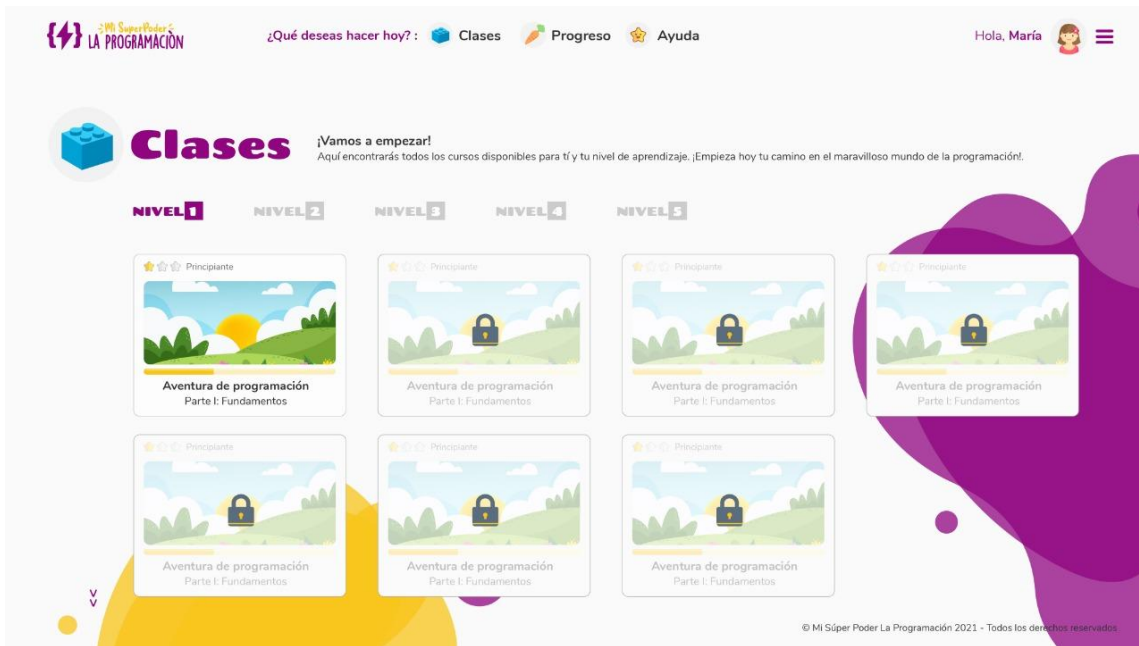 {⚡} Mi SuperPoder
LA PROGRAMACIÓN
¿Qué deseas hacer hoy? : Clases Progreso Ayuda
Hola, María
Clases
¡Vamos a empezar!
Aquí encontrarás todos los cursos disponibles para tí y tu nivel de aprendizaje. ¡Empieza hoy tu camino en el maravilloso mundo de la programación!.
NIVEL 1 NIVEL 2 NIVEL 3 NIVEL 4 NIVEL 5
Principiante
Aventura de programación
Parte I: Fundamentos
Principiante
Aventura de programación
Parte I: Fundamentos
Principiante
Aventura de programación
Parte I: Fundamentos
Principiante
Aventura de programación
Parte I: Fundamentos
Principiante
Aventura de programación
Parte I: Fundamentos
Principiante
Aventura de programación
Parte I: Fundamentos
Principiante
Aventura de programación
Parte I: Fundamentos
© Mi Súper Poder La Programación 2021 - Todos los derechos reservados